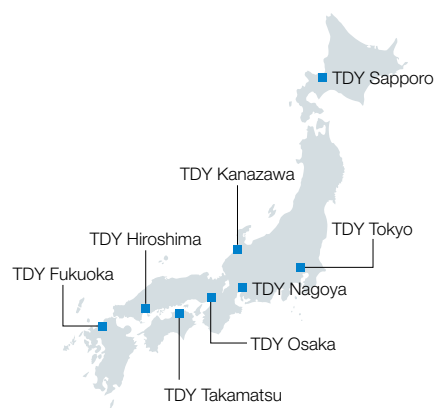 TDY Sapporo
TDY Kanazawa
TDY Tokyo
TDY Hiroshima
TDY Fukuoka
TDY Nagoya
TDY Osaka
TDY Takamatsu